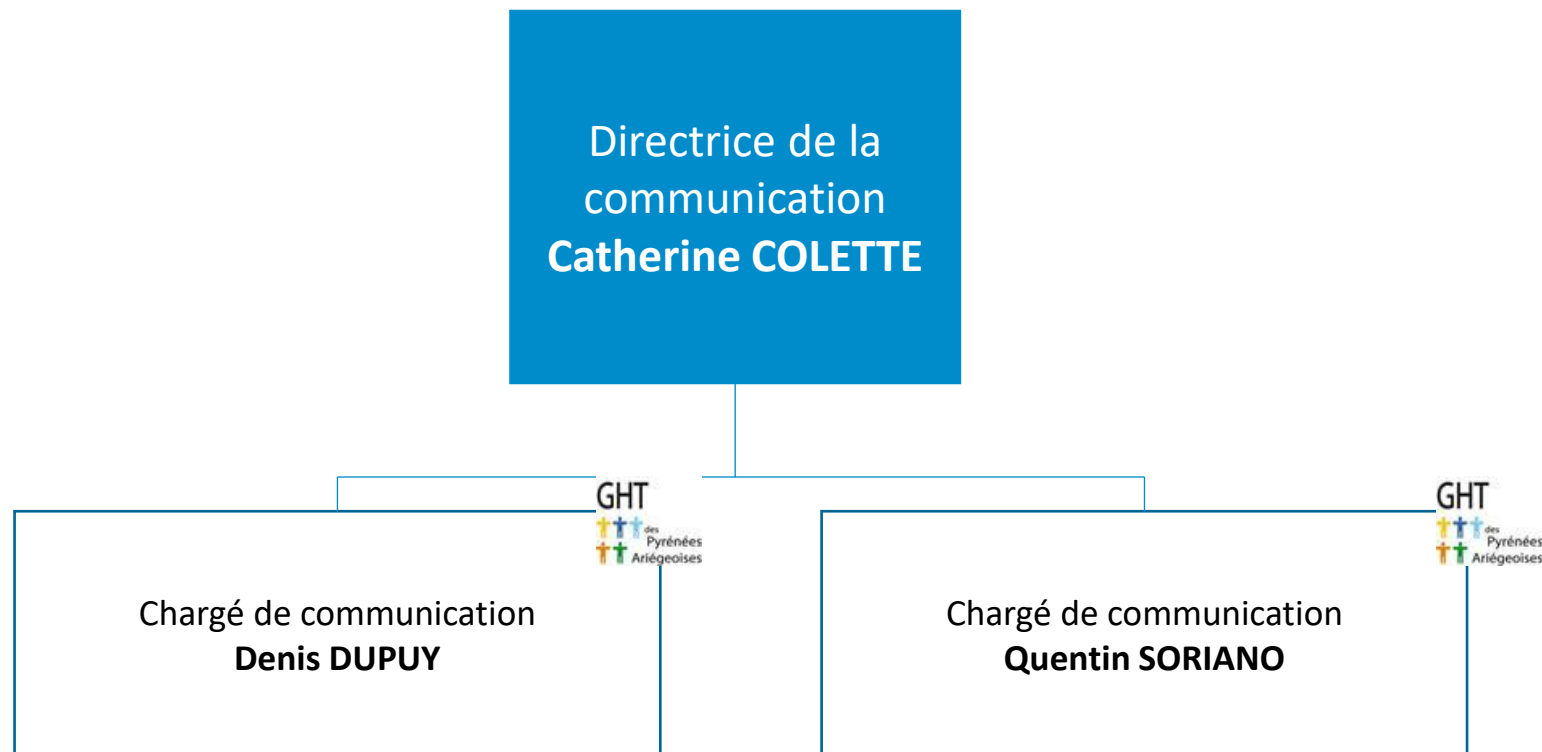 Directrice de la
communication
Catherine COLETTE
GHT
des
Pyrénées
Ariégeoises
Chargé de communication
Denis DUPUY
GHT
des
Pyrénées
Ariégeoises
Chargé de communication
Quentin SORIANO